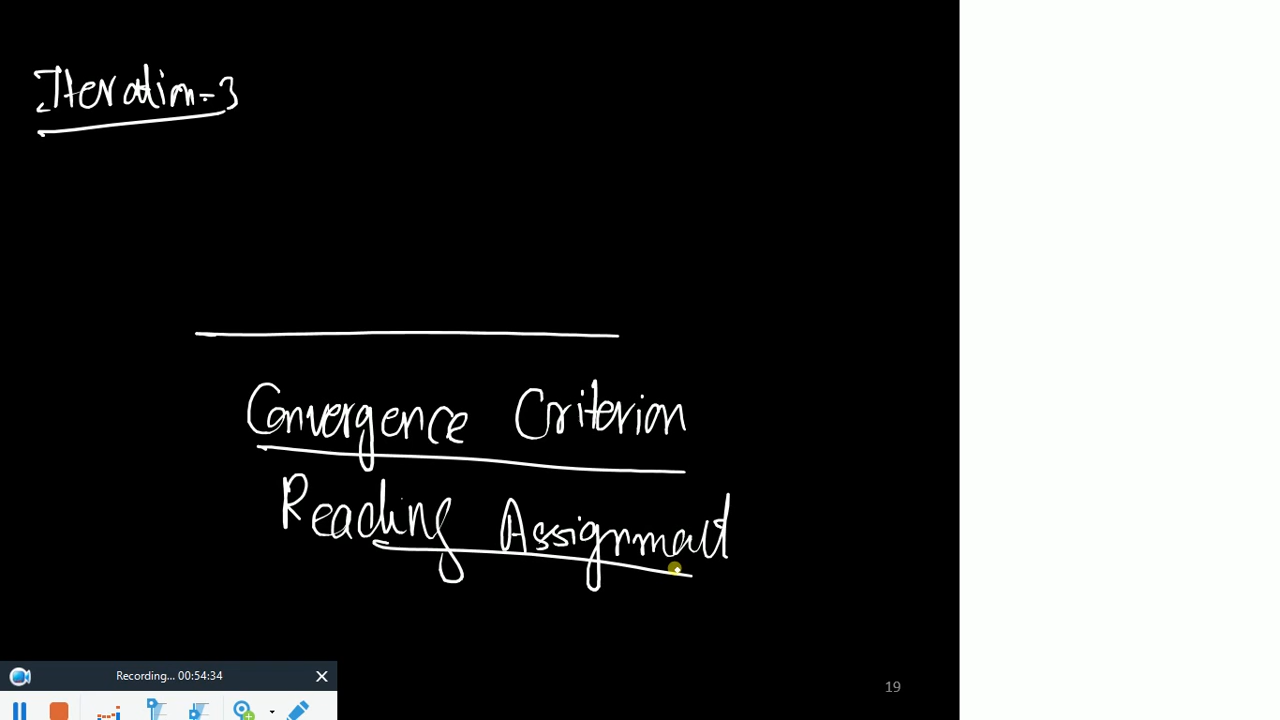 Iteration-3
Convergence Criterion
Reading Assignment
Recording... 00:54:34
19